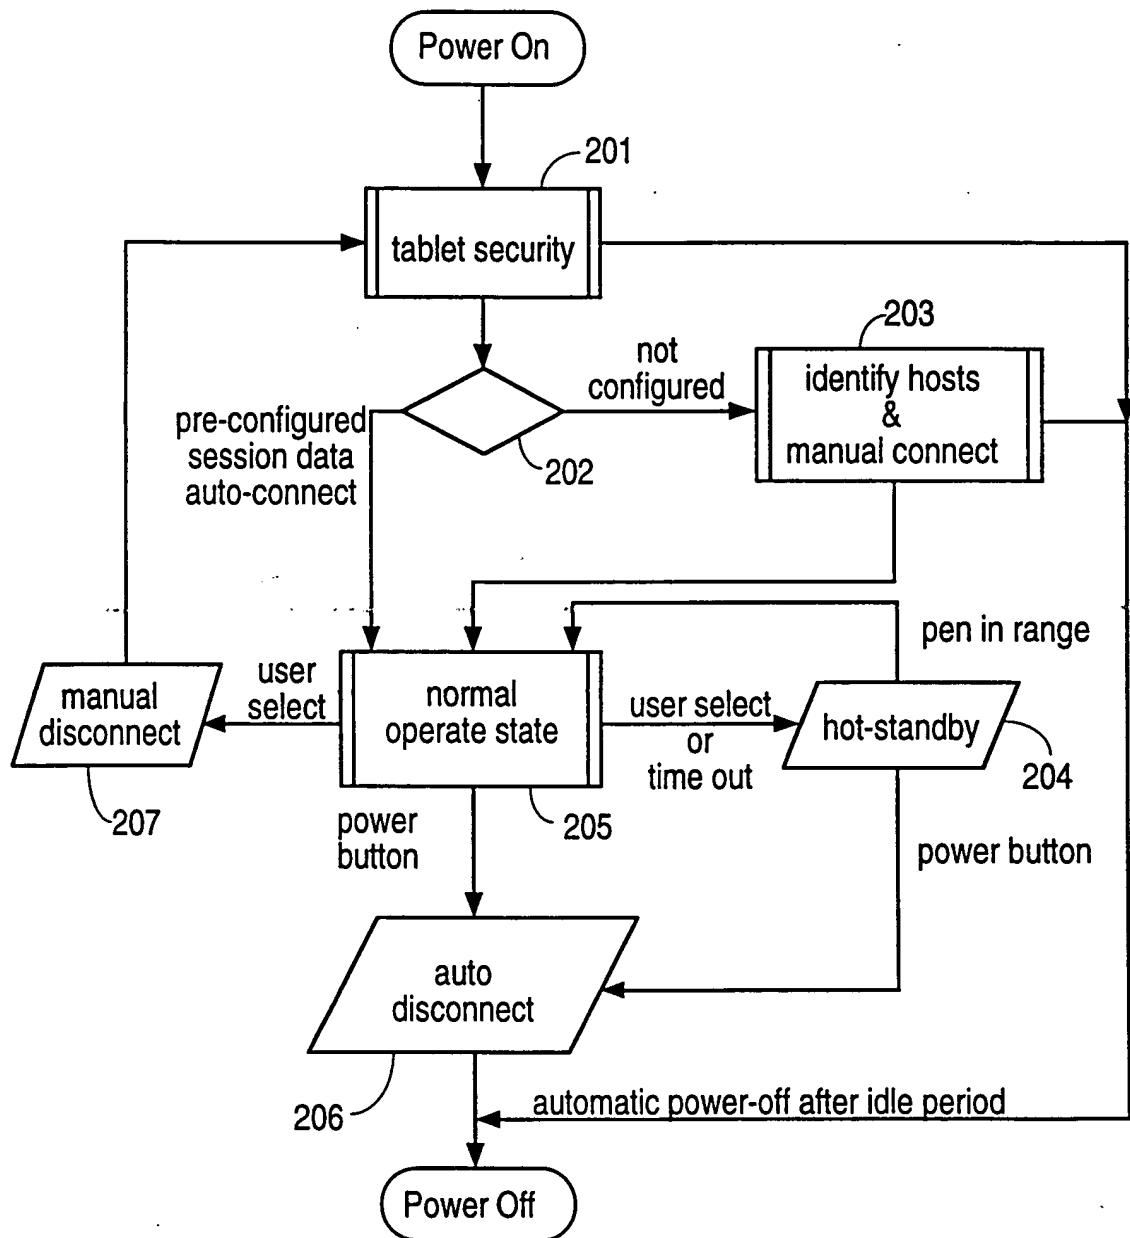 Power On
201
tablet security
203
not
configured
identify hosts
&
manual connect
pre-configured
session data
auto-connect
202
pen in range
user
select
manual
disconnect
normal
operate state
user select
or
time out
hot-standby
204
207
power
button
205
power button
auto
disconnect
206
automatic power-off after idle period
Power Off